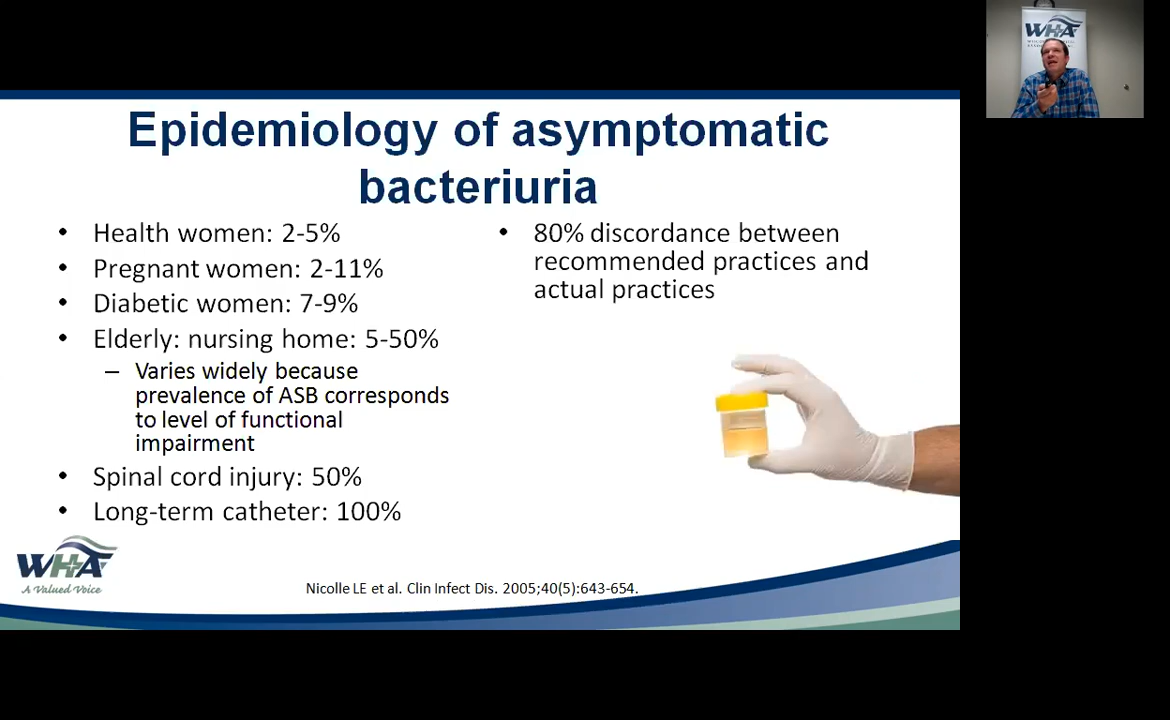 Epidemiology of asymptomatic
bacteriuria
• Health women: 2-5%
• Pregnant women: 2-11%
• Diabetic women: 7-9%
• Elderly: nursing home: 5-50%
– Varies widely because
prevalence of ASB corresponds
to level of functional
impairment
• Spinal cord injury: 50%
• Long-term catheter: 100%
• 80% discordance between
recommended practices and
actual practices
WHA
A Valued Voice
Nicolle LE et al. Clin Infect Dis. 2005;40(5):643-654.
WHA